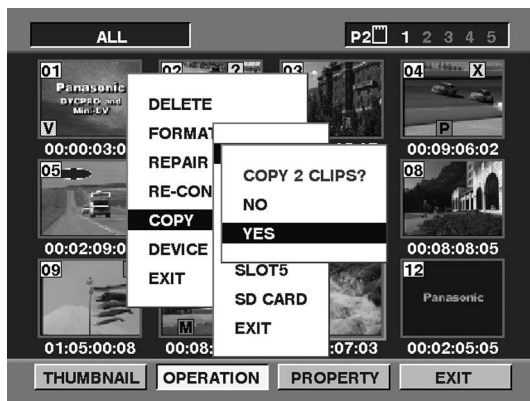 ALL
P2 1 2 3 4 5
01
02
?
03
04
X
Panasonic
DVCPRO and
Mini-DV
V
P
00:00:03:0
00:09:06:02
05
08
00:02:09:0
00:08:08:05
09
12
M
Panasonic
01:05:00:08
00:08:
:07:03
00:02:05:05
DELETE
FORMAT
REPAIR
RE-CON
COPY
DEVICE
EXIT
SLOT5
SD CARD
EXIT
COPY 2 CLIPS?
NO
YES
THUMBNAIL
OPERATION
PROPERTY
EXIT